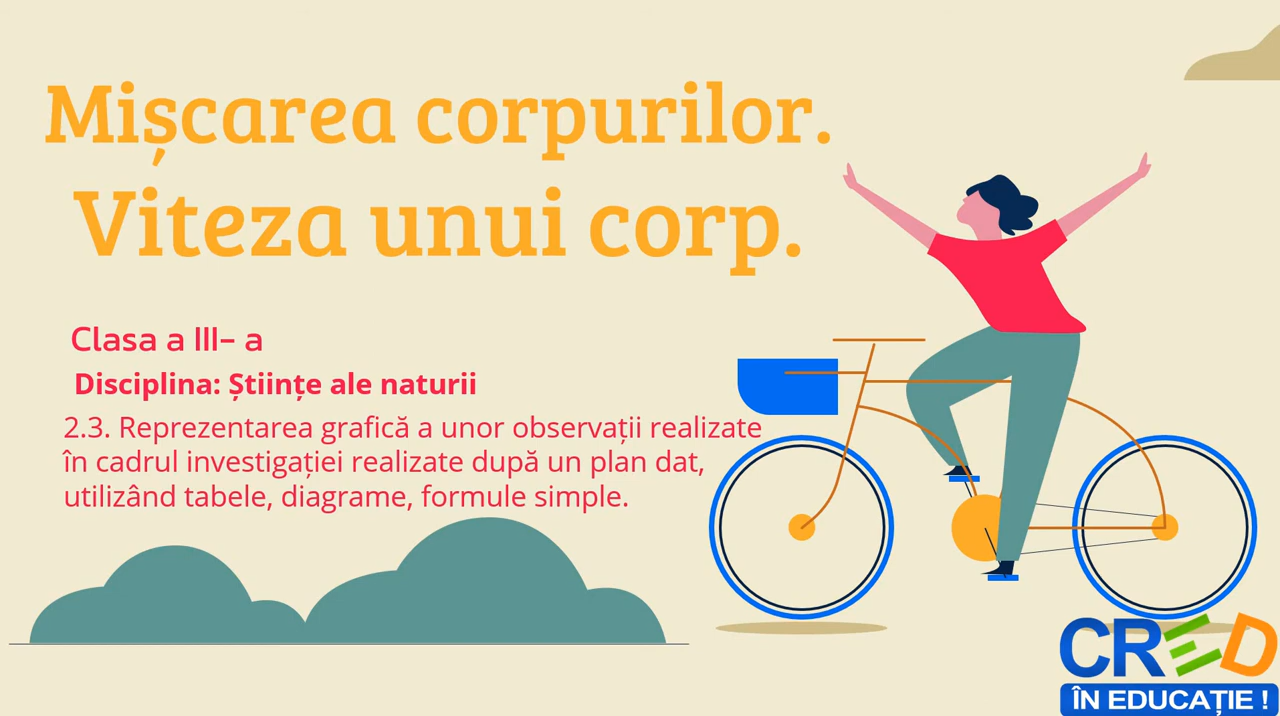 Mișcarea corpurilor.
Viteza unui corp.
Clasa a III– a
Disciplina: Științe ale naturii
2.3. Reprezentarea grafică a unor observații realizate
în cadrul investigației realizate după un plan dat,
utilizând tabele, diagrame, formule simple.
CRED
ÎN EDUCAȚIE !